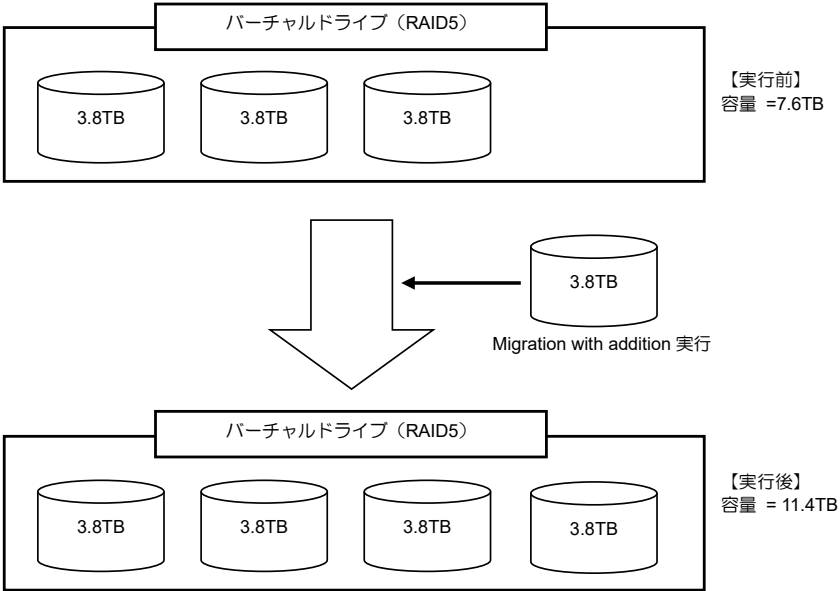 バーチャルドライブ（RAID5）
3.8TB
3.8TB
3.8TB
【実行前】
容量 =7.6TB
3.8TB
Migration with addition 実行
バーチャルドライブ（RAID5）
3.8TB
3.8TB
3.8TB
3.8TB
【実行後】
容量 = 11.4TB